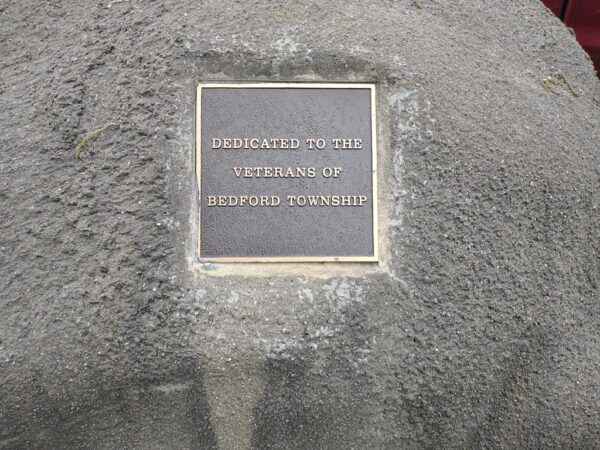 DEDICATED TO THE
VETERANS OF
BEDFORD TOWNSHIP